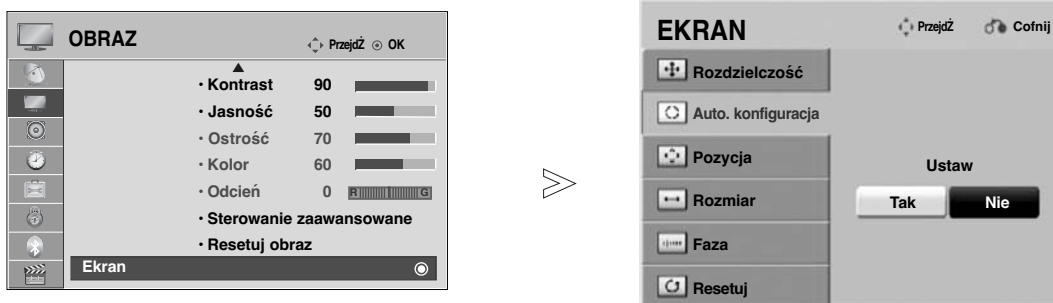 OBRAZ
PrzejdŹ OK
Kontrast 90
Jasność 50
Ostrość 70
Kolor 60
Odcień 0 R G
Sterowanie zaawansowane
Resetuj obraz
Ekran
EKRAN
PrzejdŹ Cofnij
Rozdzielczość
Auto. konfiguracja
Pozycja
Rozmiar
Faza
Resetuj
Ustaw
Tak Nie